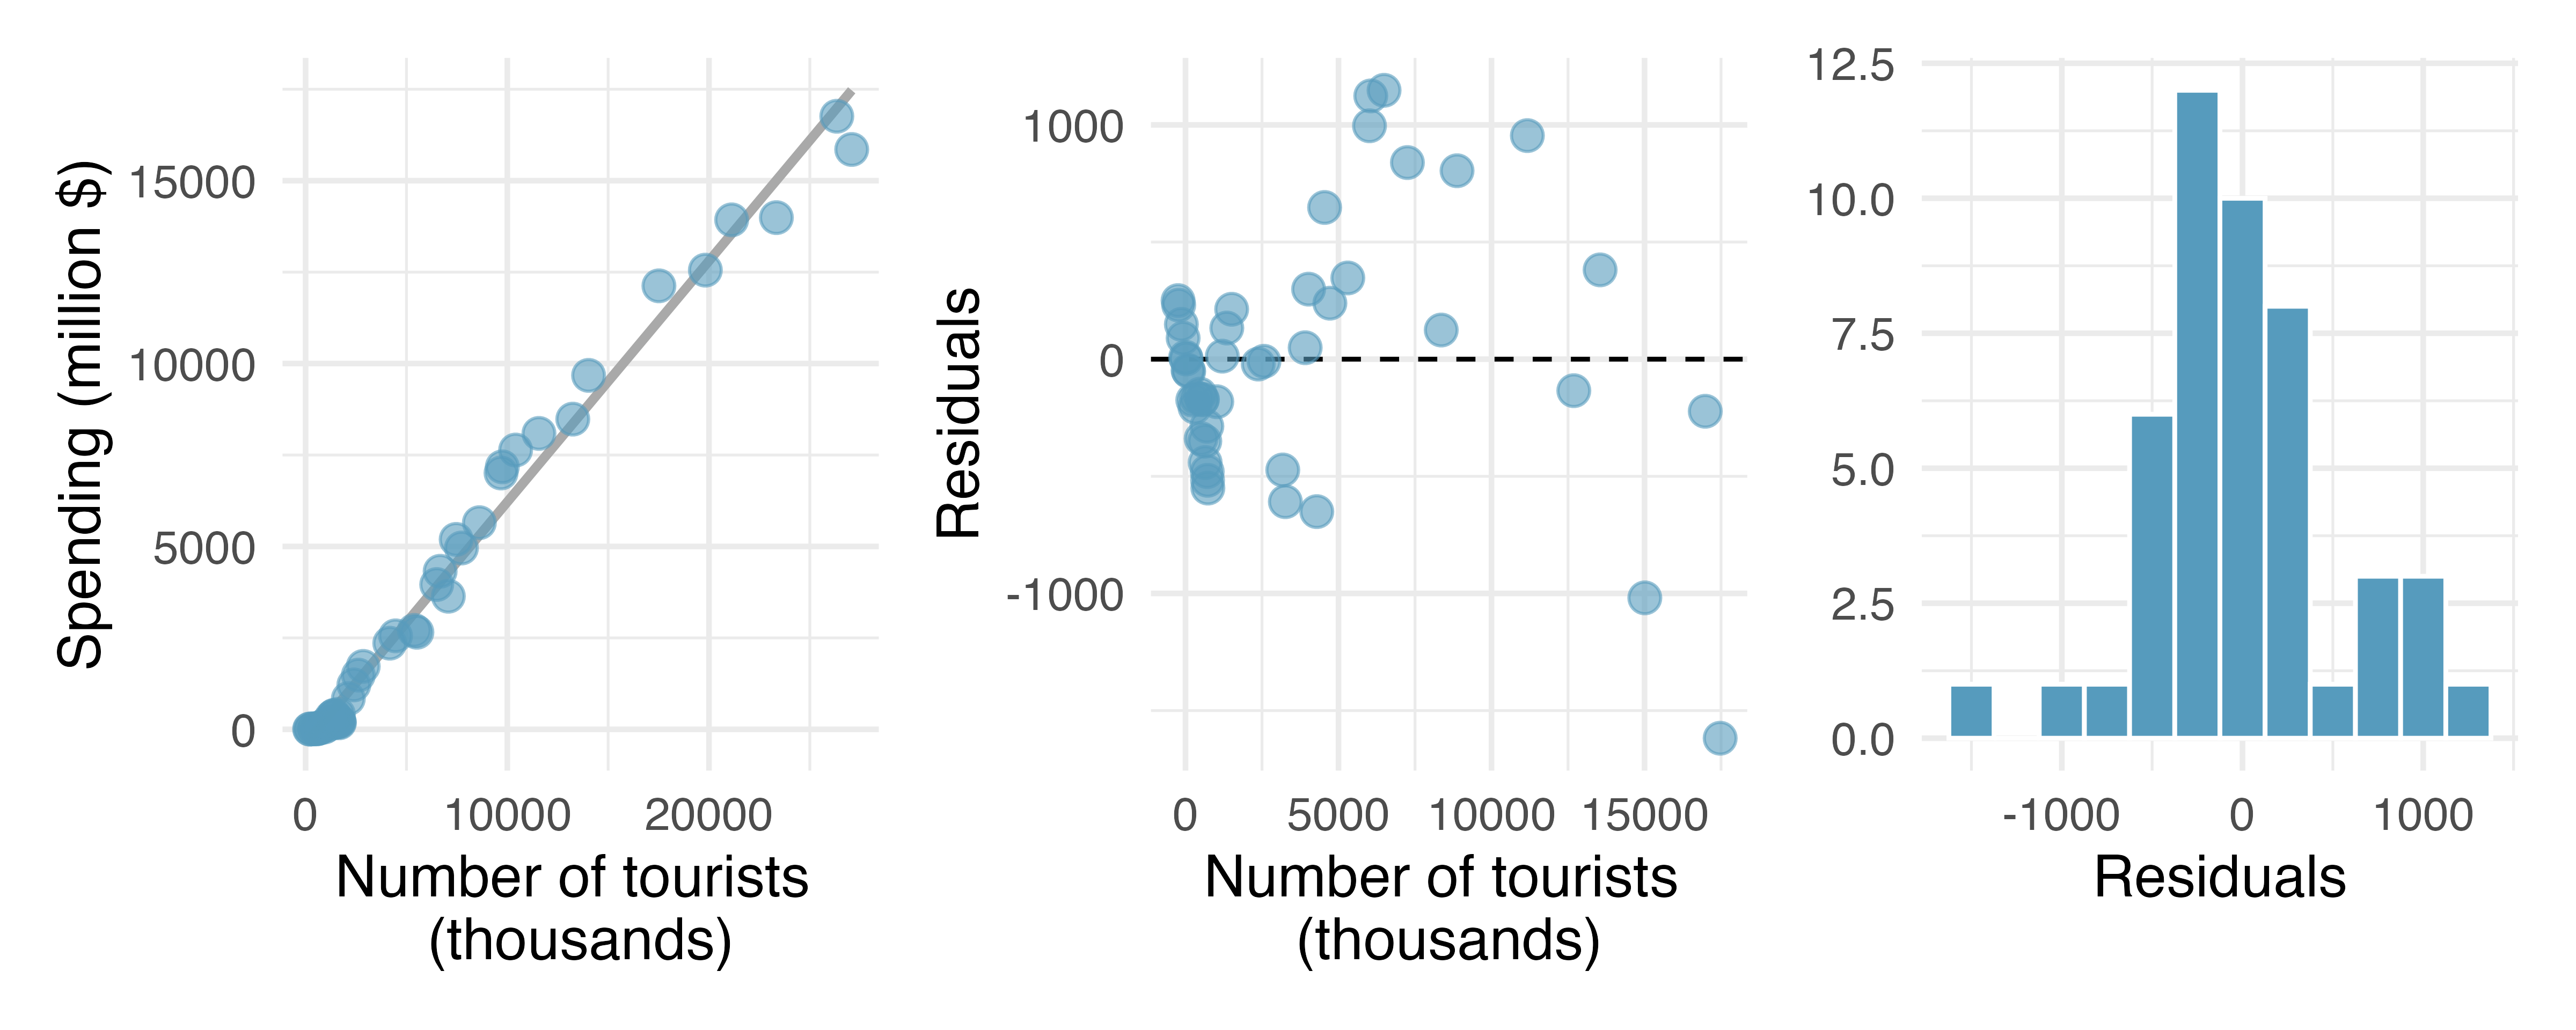 Spending (million $)
15000
10000
5000
0
0 10000 20000
Number of tourists
(thousands)
Residuals
1000
0
-1000
0 5000 10000 15000
Number of tourists
(thousands)
12.5
10.0
7.5
5.0
2.5
0.0
-1000 0 1000
Residuals